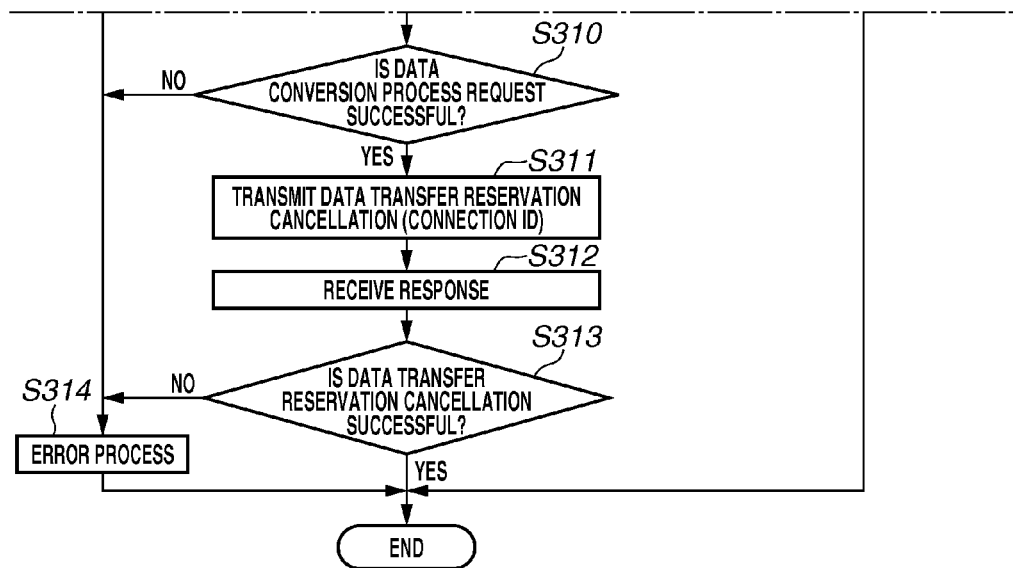 S310
IS DATA
CONVERSION PROCESS REQUEST
SUCCESSFUL?
NO
YES
S311
TRANSMIT DATA TRANSFER RESERVATION
CANCELLATION (CONNECTION ID)
S312
RECEIVE RESPONSE
S313
IS DATA TRANSFER
RESERVATION CANCELLATION
SUCCESSFUL?
NO
S314
ERROR PROCESS
YES
END